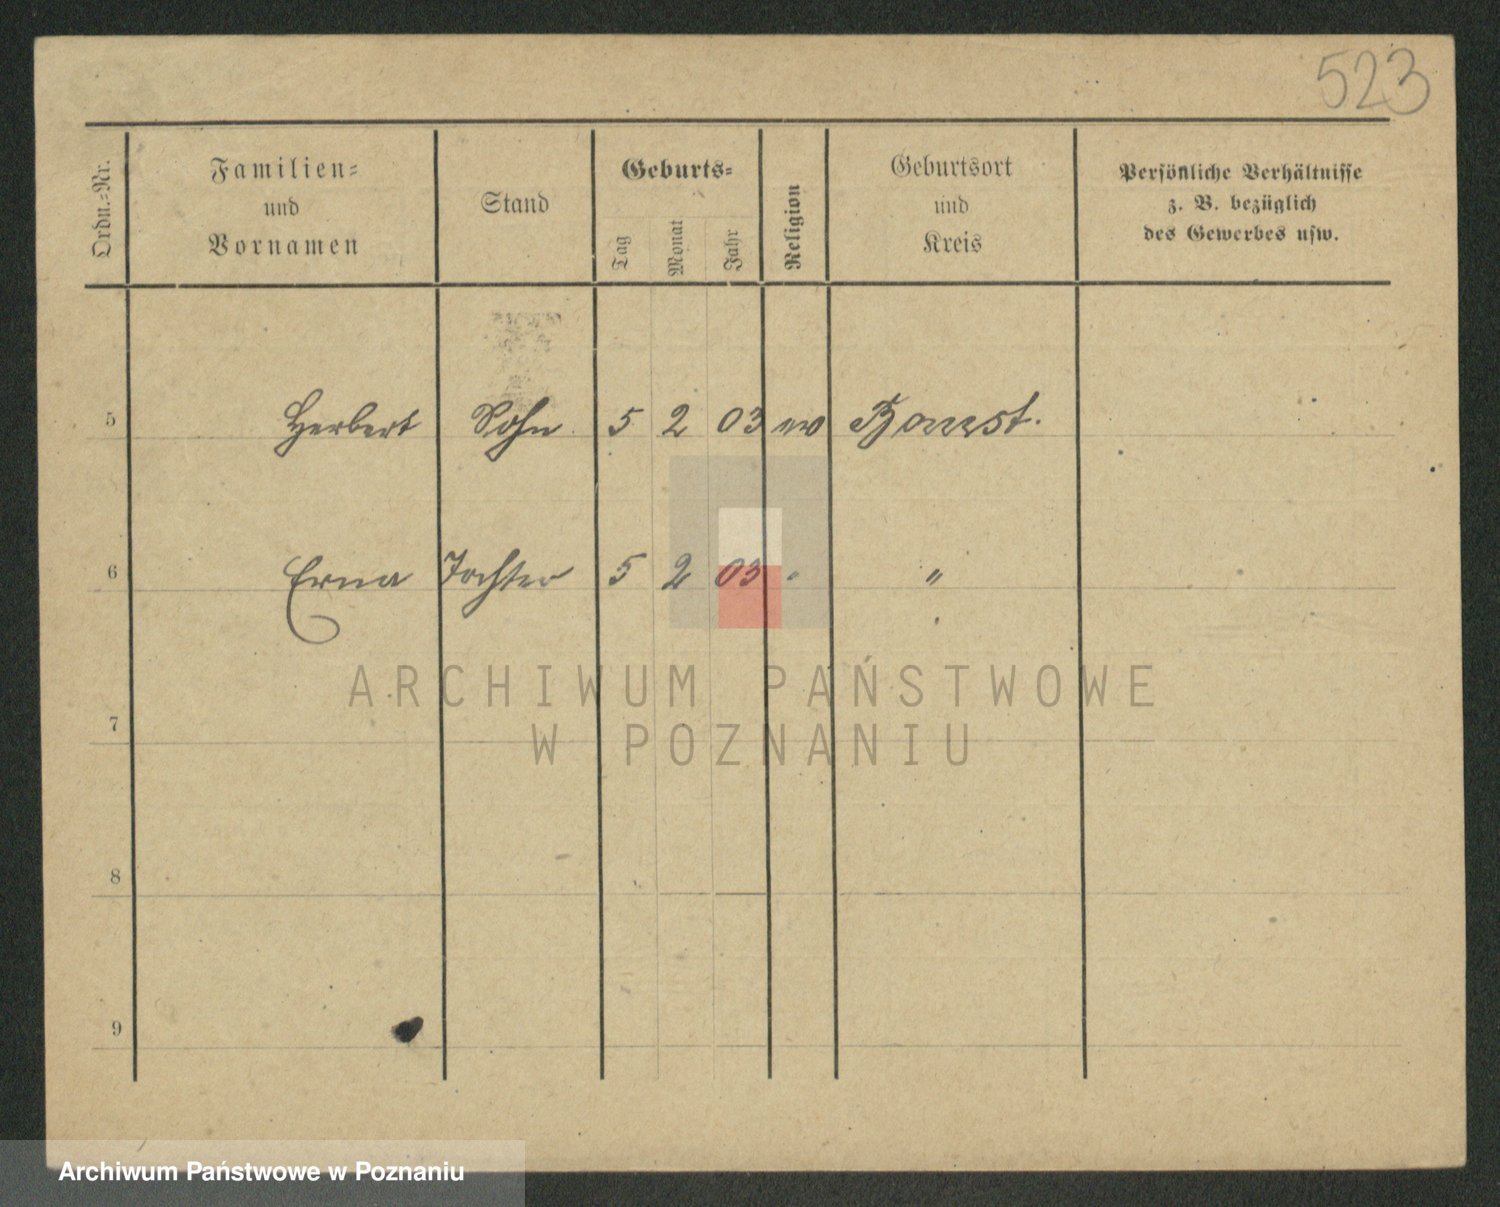 523
Ordn.-Nr. Familien- und Vornamen Stand Geburts- Tag Monat Jahr Religion Geburtsort und Kreis Persönliche Verhältnisse z. B. bezüglich des Gewerbes usw.
5 Herbert Sohn 5 2 03 ev
6 Erna Tochter 5 2 03 " "
7
8
9
ARCHIWUM PAŃSTWOWE
W POZNANIU
Archiwum Państwowe w Poznaniu